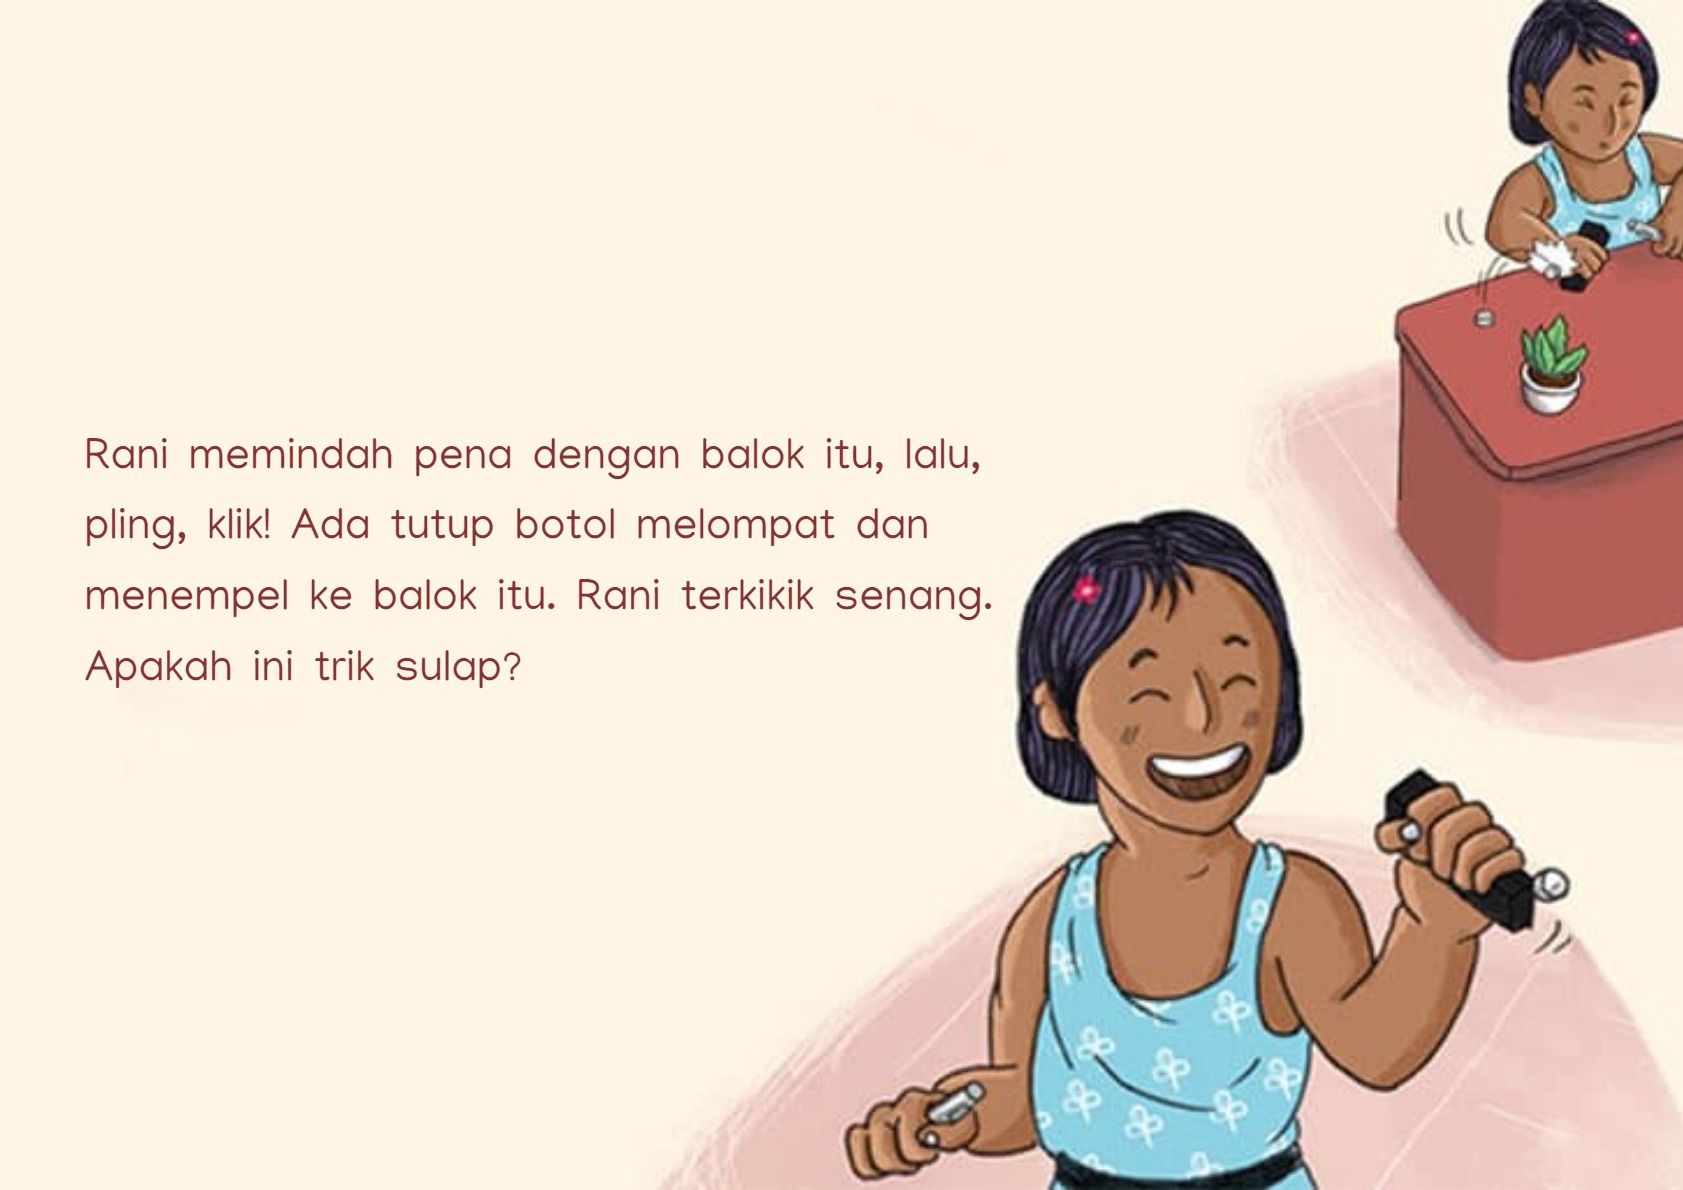 Rani memindah pena dengan balok itu, lalu,
pling, klik! Ada tutup botol melompat dan
menempel ke balok itu. Rani terkikik senang.
Apakah ini trik sulap?